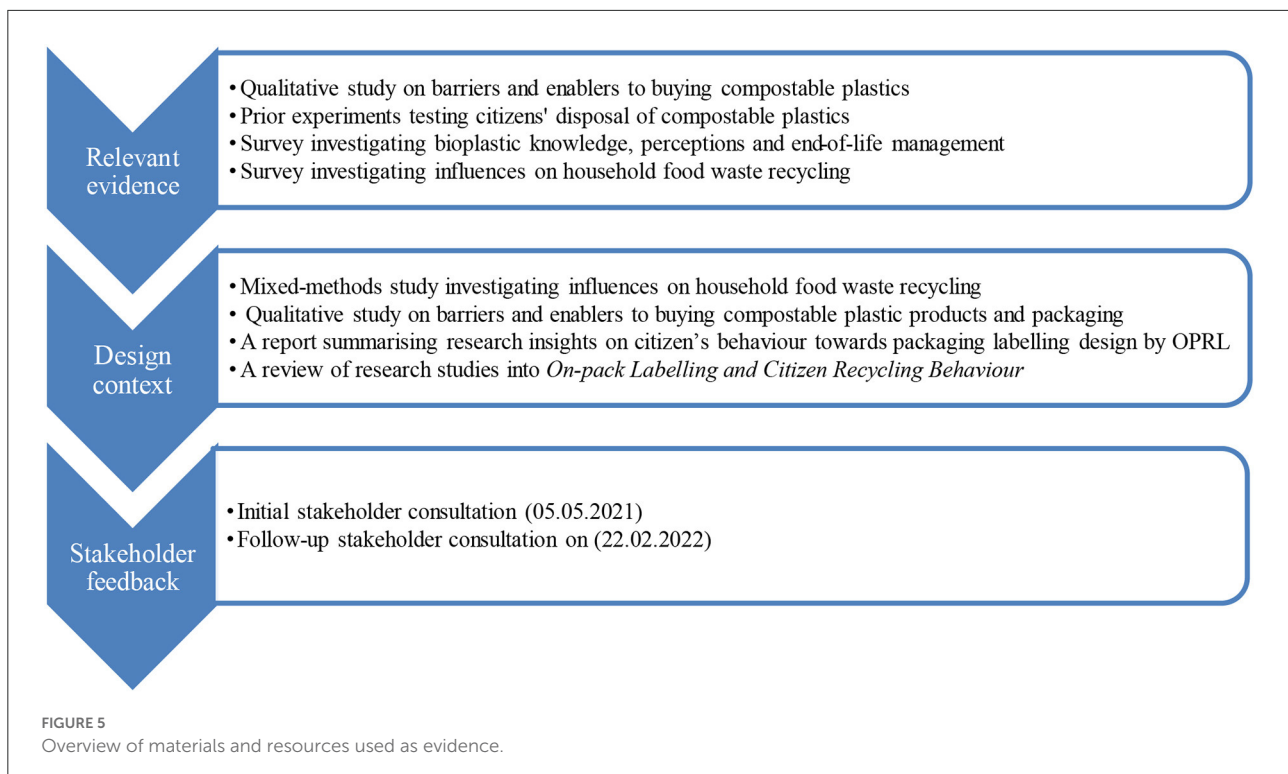 Relevant
evidence
•Qualitative study on barriers and enablers to buying compostable plastics
•Prior experiments testing citizens' disposal of compostable plastics
•Survey investigating bioplastic knowledge, perceptions and end-of-life management
•Survey investigating influences on household food waste recycling
Design
context
•Mixed-methods study investigating influences on household food waste recycling
• Qualitative study on barriers and enablers to buying compostable plastic products and packaging
•A report summarising research insights on citizen’s behaviour towards packaging labelling design by OPRL
•A review of research studies into On-pack Labelling and Citizen Recycling Behaviour
Stakeholder
feedback
•Initial stakeholder consultation (05.05.2021)
•Follow-up stakeholder consultation on (22.02.2022)
FIGURE 5
Overview of materials and resources used as evidence.